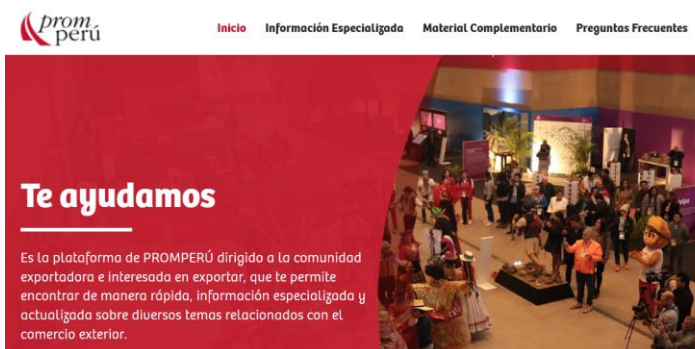 prom
perú
Inicio Información Especializada Material Complementario Preguntas Frecuentes
Te ayudamos
Es la plataforma de PROMPERÚ dirigido a la comunidad
exportadora e interesada en exportar, que te permite
encontrar de manera rápida, información especializada y
actualizada sobre diversos temas relacionados con el
comercio exterior.